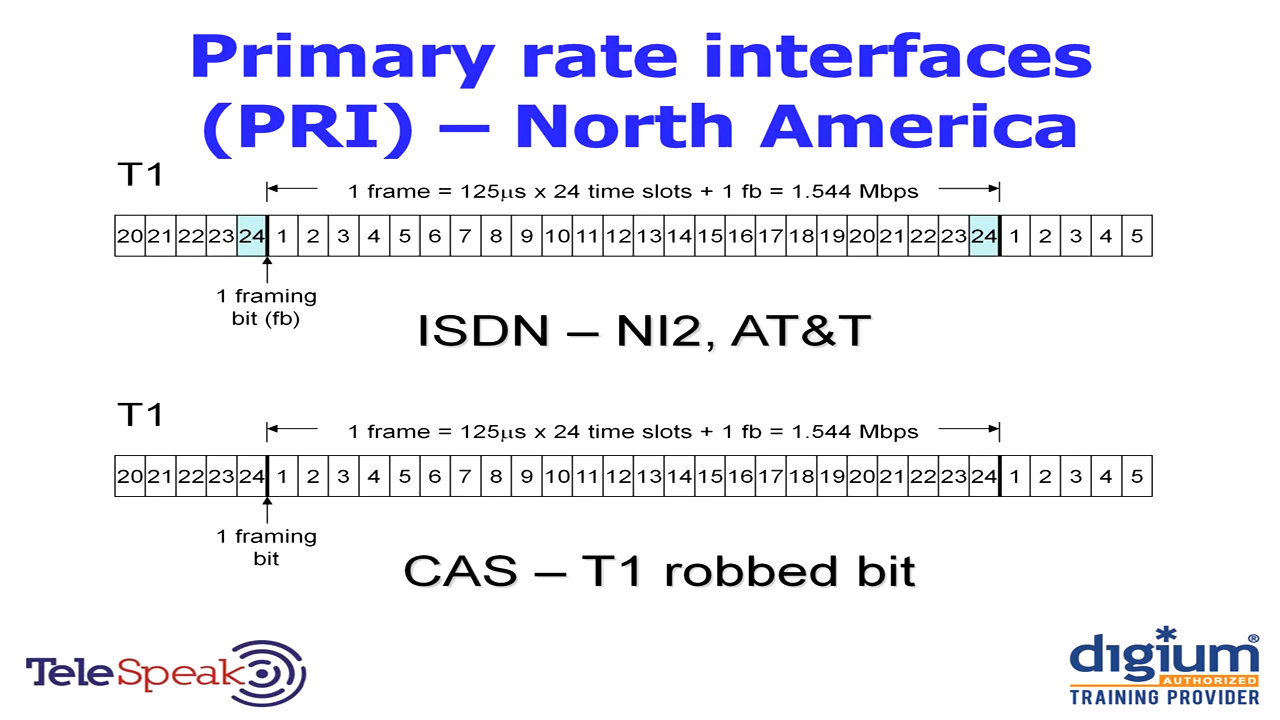 Primary rate interfaces
(PRI) – North America
T1
1 frame = 125µs x 24 time slots + 1 fb = 1.544 Mbps
20 21 22 23 24 1 2 3 4 5 6 7 8 9 10 11 12 13 14 15 16 17 18 19 20 21 22 23 24 1 2 3 4 5
1 framing
bit (fb)
ISDN – NI2, AT&T
T1
1 frame = 125µs x 24 time slots + 1 fb = 1.544 Mbps
20 21 22 23 24 1 2 3 4 5 6 7 8 9 10 11 12 13 14 15 16 17 18 19 20 21 22 23 24 1 2 3 4 5
1 framing
bit
CAS – T1 robbed bit
TeleSpeak
digium®
AUTHORIZED
TRAINING PROVIDER